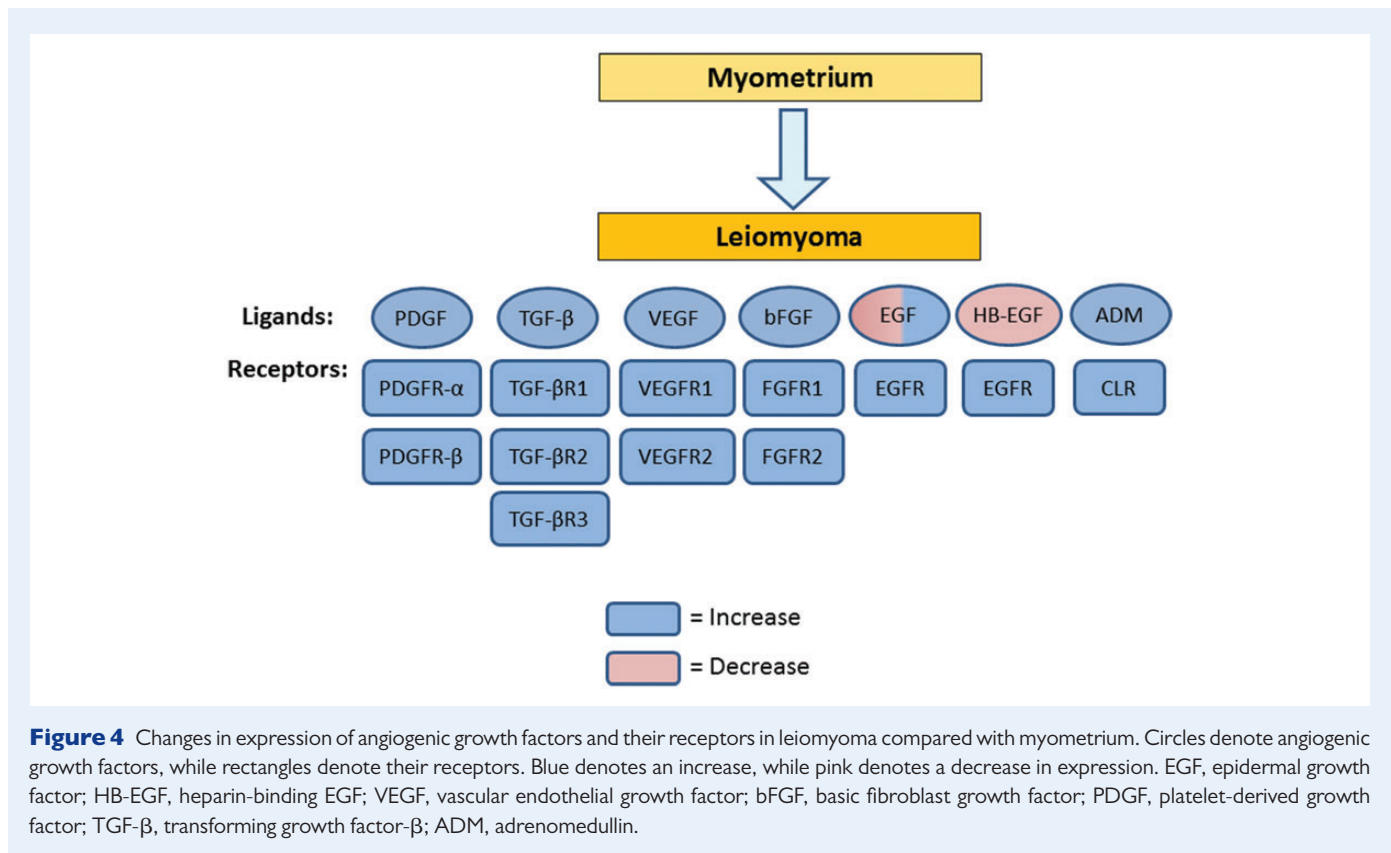 Myometrium
Leiomyoma
Ligands: PDGF TGF-β VEGF bFGF EGF HB-EGF ADM
Receptors: PDGFR-α TGF-βR1 VEGFR1 FGFR1 EGFR EGFR CLR
PDGFR-β TGF-βR2 VEGFR2 FGFR2
TGF-βR3
= Increase
= Decrease
Figure 4 Changes in expression of angiogenic growth factors and their receptors in leiomyoma compared with myometrium. Circles denote angiogenic
growth factors, while rectangles denote their receptors. Blue denotes an increase, while pink denotes a decrease in expression. EGF, epidermal growth
factor; HB-EGF, heparin-binding EGF; VEGF, vascular endothelial growth factor; bFGF, basic fibroblast growth factor; PDGF, platelet-derived growth
factor; TGF-β, transforming growth factor-β; ADM, adrenomedullin.